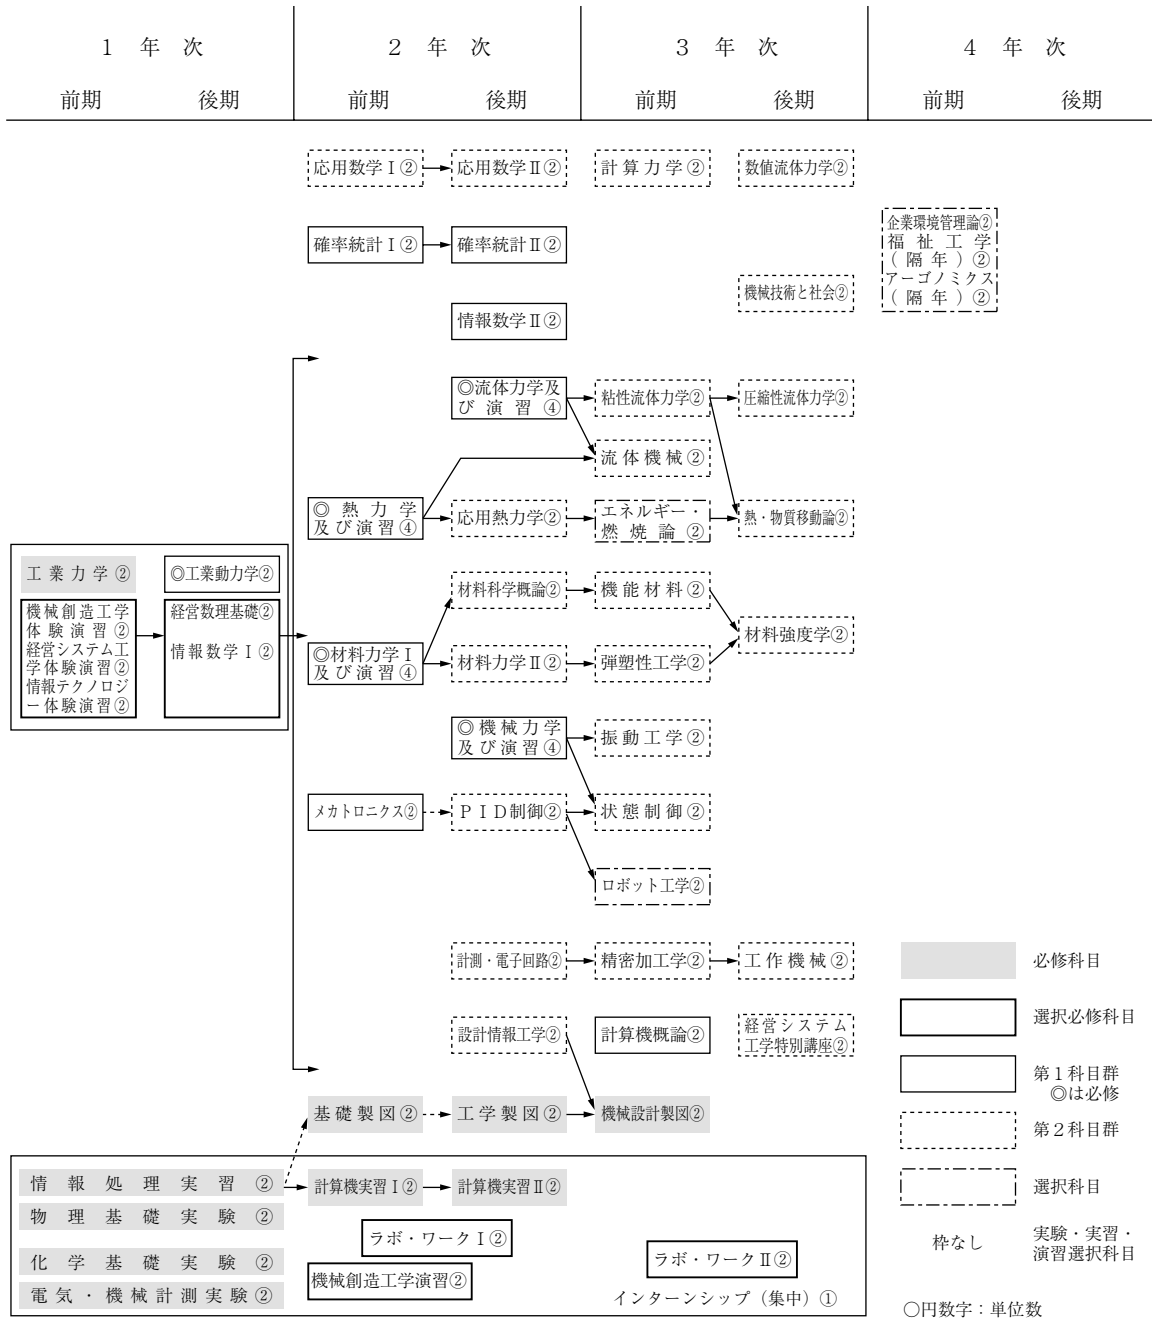 １ 年 次
２ 年 次
３ 年 次
４ 年 次
前期
後期
前期
後期
前期
後期
前期
後期
応用数学Ⅰ②
応用数学Ⅱ②
計算力学②
数値流体力学②
確率統計Ⅰ②
確率統計Ⅱ②
企業環境管理論②
福祉工学
（隔年）②
アーゴノミクス
（隔年）②
機械技術と社会②
情報数学Ⅱ②
◎流体力学及
び演習④
粘性流体力学②
圧縮性流体力学②
流体機械②
◎熱力学
及び演習④
応用熱力学②
エネルギー・
燃焼論②
熱・物質移動論②
工業力学②
◎工業動力学②
機械創造工学
体験演習②
経営システム工
学体験演習②
情報テクノロジ
ー体験演習②
経営数理基礎②
情報数学Ⅰ②
材料科学概論②
機能材料②
材料強度学②
◎材料力学Ⅰ
及び演習④
材料力学Ⅱ②
弾塑性工学②
◎機械力学
及び演習④
振動工学②
メカトロニクス②
ＰＩＤ制御②
状態制御②
ロボット工学②
計測・電子回路②
精密加工学②
工作機械②
設計情報工学②
計算機概論②
経営システム
工学特別講座②
基礎製図②
工学製図②
機械設計製図②
情報処理実習②
計算機実習Ⅰ②
計算機実習Ⅱ②
物理基礎実験②
ラボ・ワークⅠ②
ラボ・ワークⅡ②
化学基礎実験②
機械創造工学演習②
電気・機械計測実験②
インターンシップ（集中）①
必修科目
選択必修科目
第１科目群
◎は必修
第２科目群
選択科目
枠なし
実験・実習・
演習選択科目
○円数字：単位数